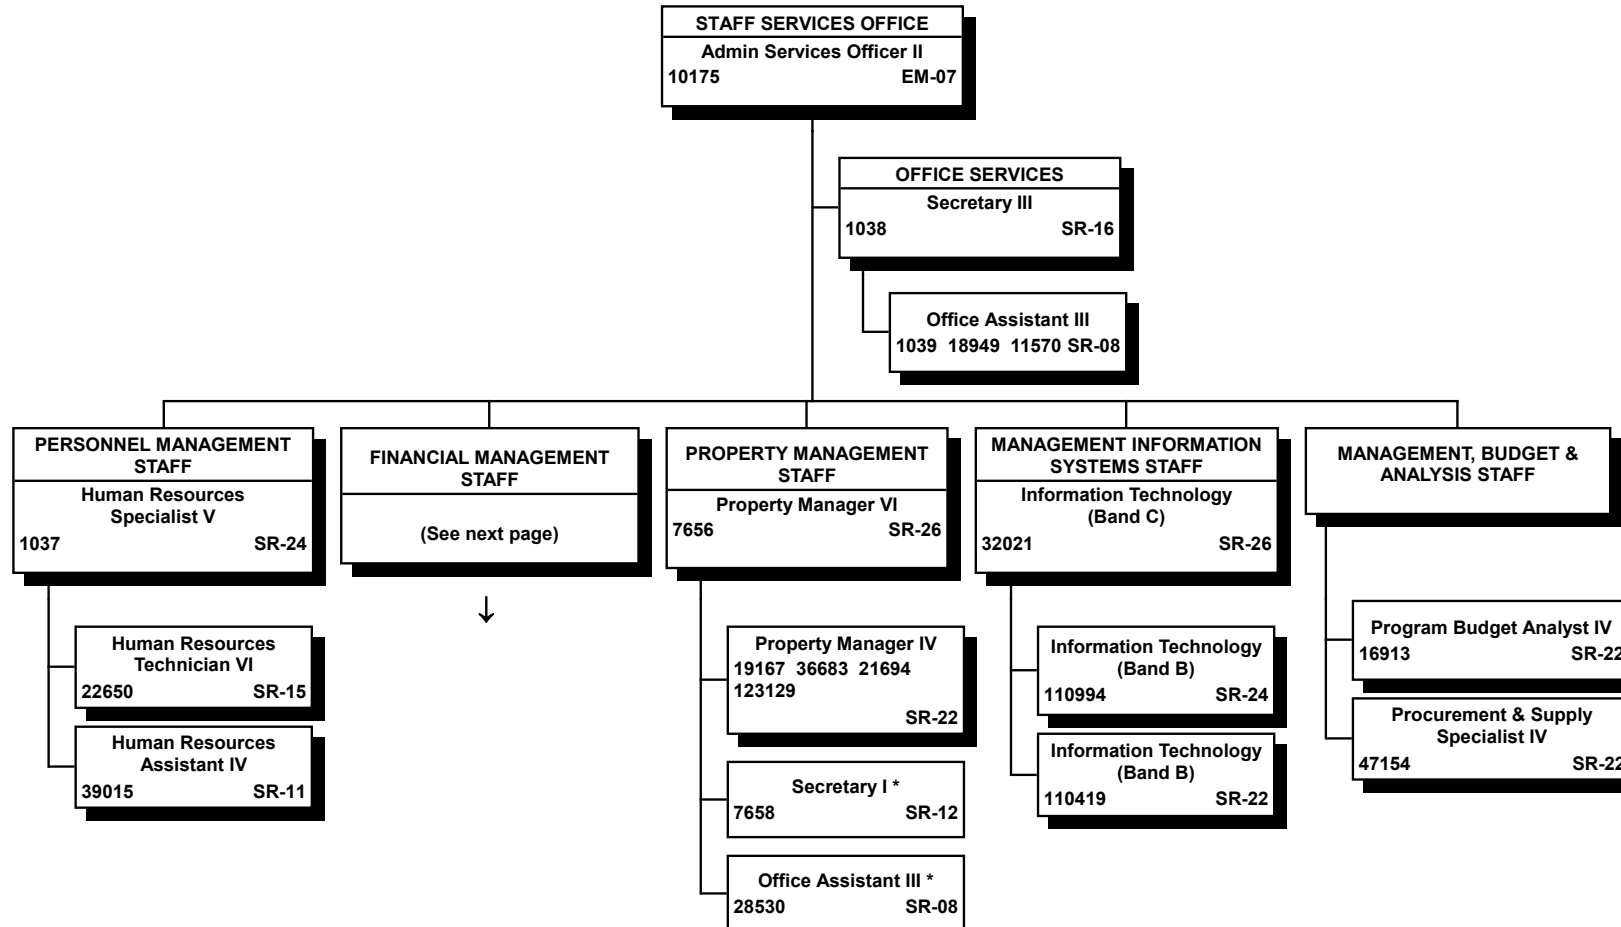 STAFF SERVICES OFFICE
Admin Services Officer II
10175 EM-07
OFFICE SERVICES
Secretary III
1038 SR-16
Office Assistant III
1039 18949 11570 SR-08
PERSONNEL MANAGEMENT
STAFF
Human Resources
Specialist V
1037 SR-24
Human Resources
Technician VI
22650 SR-15
Human Resources
Assistant IV
39015 SR-11
FINANCIAL MANAGEMENT
STAFF
(See next page)
↓
PROPERTY MANAGEMENT
STAFF
Property Manager VI
7656 SR-26
Property Manager IV
19167 36683 21694
123129
SR-22
Secretary I *
7658 SR-12
Office Assistant III *
28530 SR-08
MANAGEMENT INFORMATION
SYSTEMS STAFF
Information Technology
(Band C)
32021 SR-26
Information Technology
(Band B)
110994 SR-24
Information Technology
(Band B)
110419 SR-22
MANAGEMENT, BUDGET &
ANALYSIS STAFF
Program Budget Analyst IV
16913 SR-22
Procurement & Supply
Specialist IV
47154 SR-22